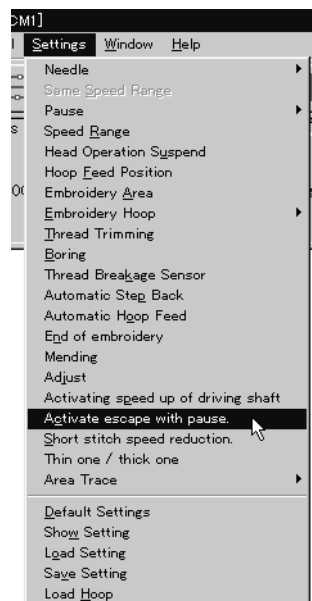 CM1]
Settings Window Help
Needle
Same Speed Range
Pause
Speed Range
Head Operation Suspend
Hoop Feed Position
Embroidery Area
Embroidery Hoop
Thread Trimming
Boring
Thread Breakage Sensor
Automatic Step Back
Automatic Hoop Feed
End of embroidery
Mending
Adjust
Activating speed up of driving shaft
Activate escape with pause.
Short stitch speed reduction.
Thin one / thick one
Area Trace
Default Settings
Show Setting
Load Setting
Save Setting
Load Hoop